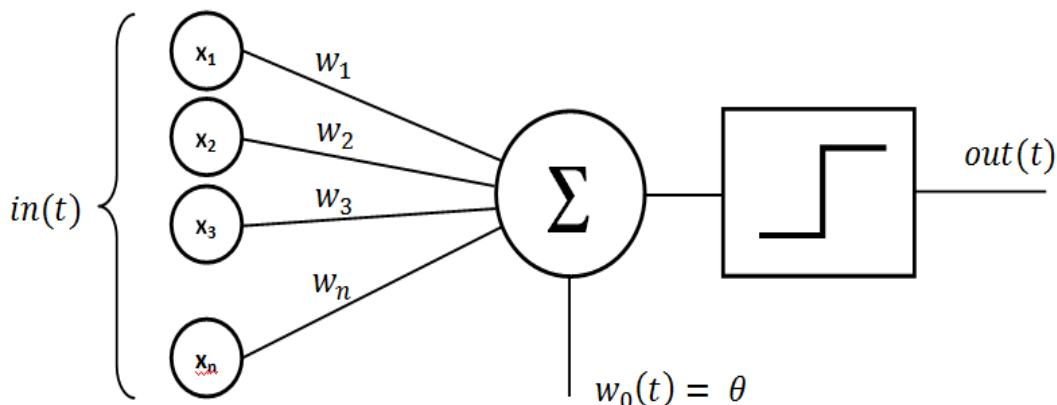 in(t)
x₁
x₂
x₃
xₙ
w₁
w₂
w₃
wₙ
∑
w₀(t) = θ
out(t)